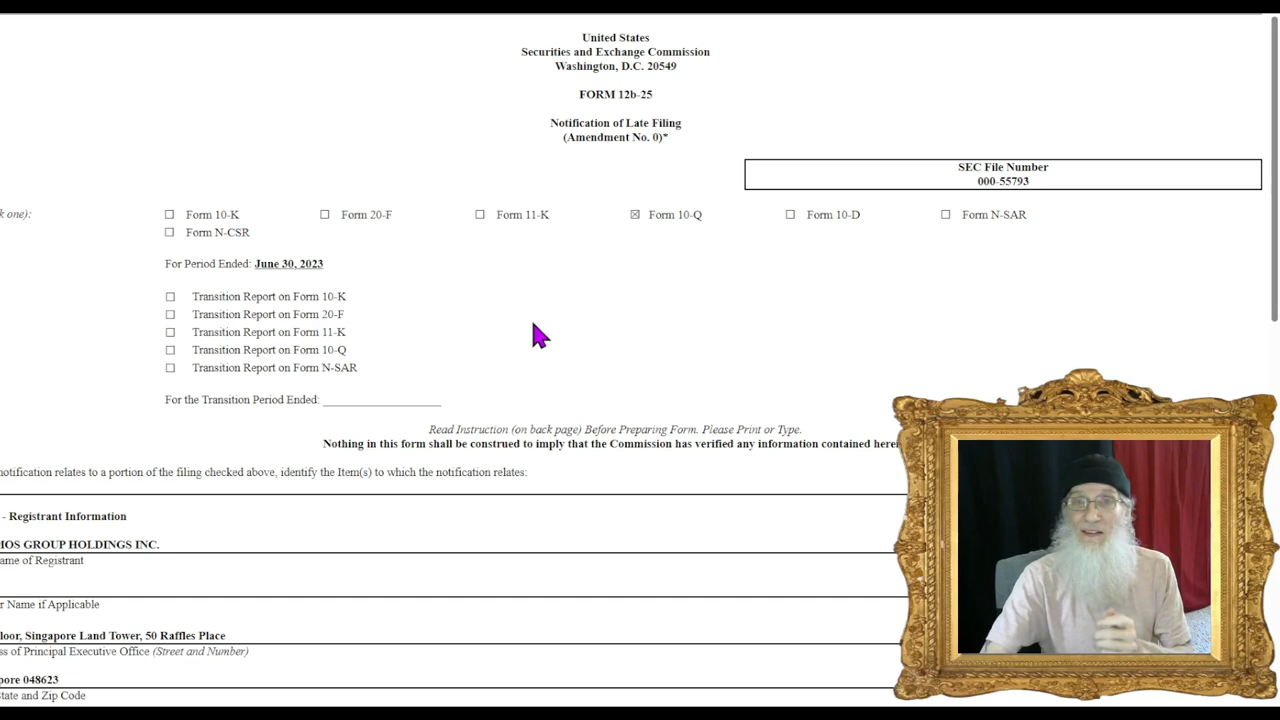 United States
Securities and Exchange Commission
Washington, D.C. 20549
FORM 12b-25
Notification of Late Filing
(Amendment No. 0)*
SEC File Number
000-55793
k one): ☐ Form 10-K ☐ Form 20-F ☐ Form 11-K ☒ Form 10-Q ☐ Form 10-D ☐ Form N-SAR
☐ Form N-CSR
For Period Ended: June 30, 2023
☐ Transition Report on Form 10-K
☐ Transition Report on Form 20-F
☐ Transition Report on Form 11-K
☐ Transition Report on Form 10-Q
☐ Transition Report on Form N-SAR
For the Transition Period Ended: ____________________
Read Instruction (on back page) Before Preparing Form. Please Print or Type.
Nothing in this form shall be construed to imply that the Commission has verified any information contained herei
notification relates to a portion of the filing checked above, identify the Item(s) to which the notification relates:
- Registrant Information
MOS GROUP HOLDINGS INC.
ame of Registrant
r Name if Applicable
loor, Singapore Land Tower, 50 Raffles Place
ss of Principal Executive Office (Street and Number)
pore 048623
State and Zip Code